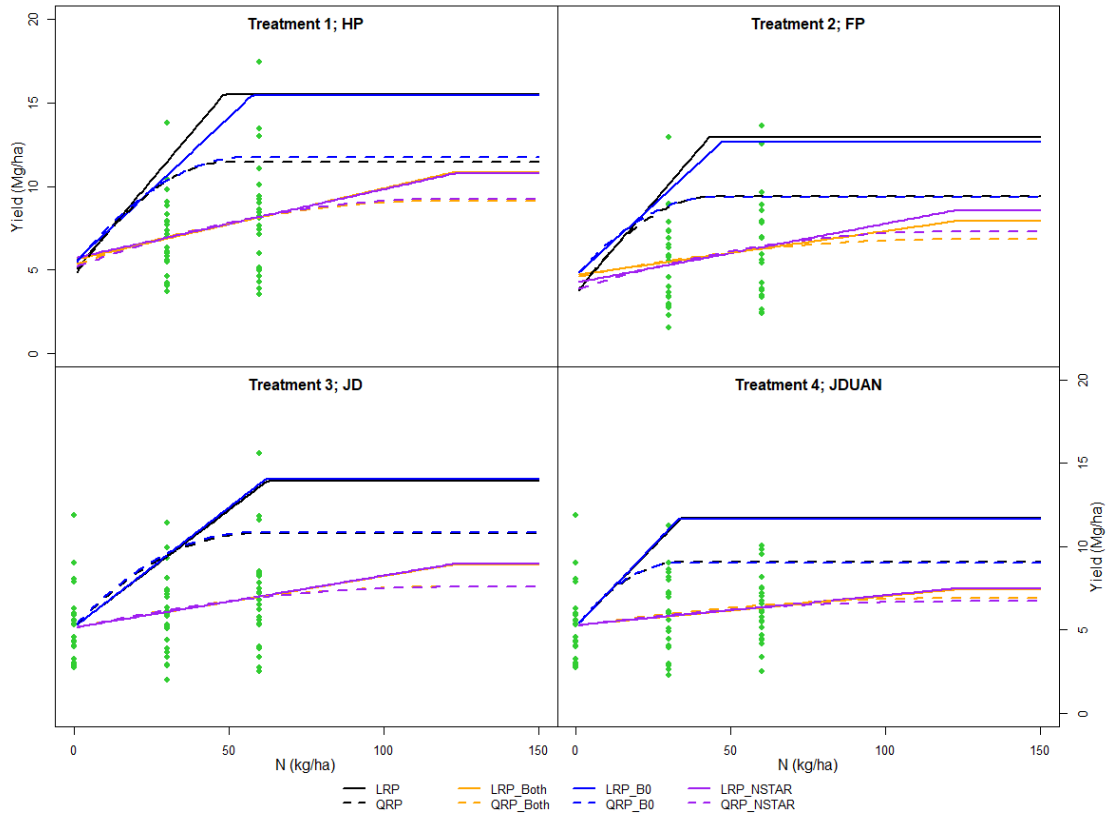 Treatment 1; HP
Treatment 2; FP
20
15
10
5
0
Yield (Mg/ha)
Treatment 3; JD
Treatment 4; JDUAN
20
15
10
5
0
Yield (Mg/ha)
0 50 100 150
0 50 100 150
N (kg/ha)
N (kg/ha)
LRP LRP_Both LRP_B0 LRP_NSTAR
QRP QRP_Both QRP_B0 QRP_NSTAR